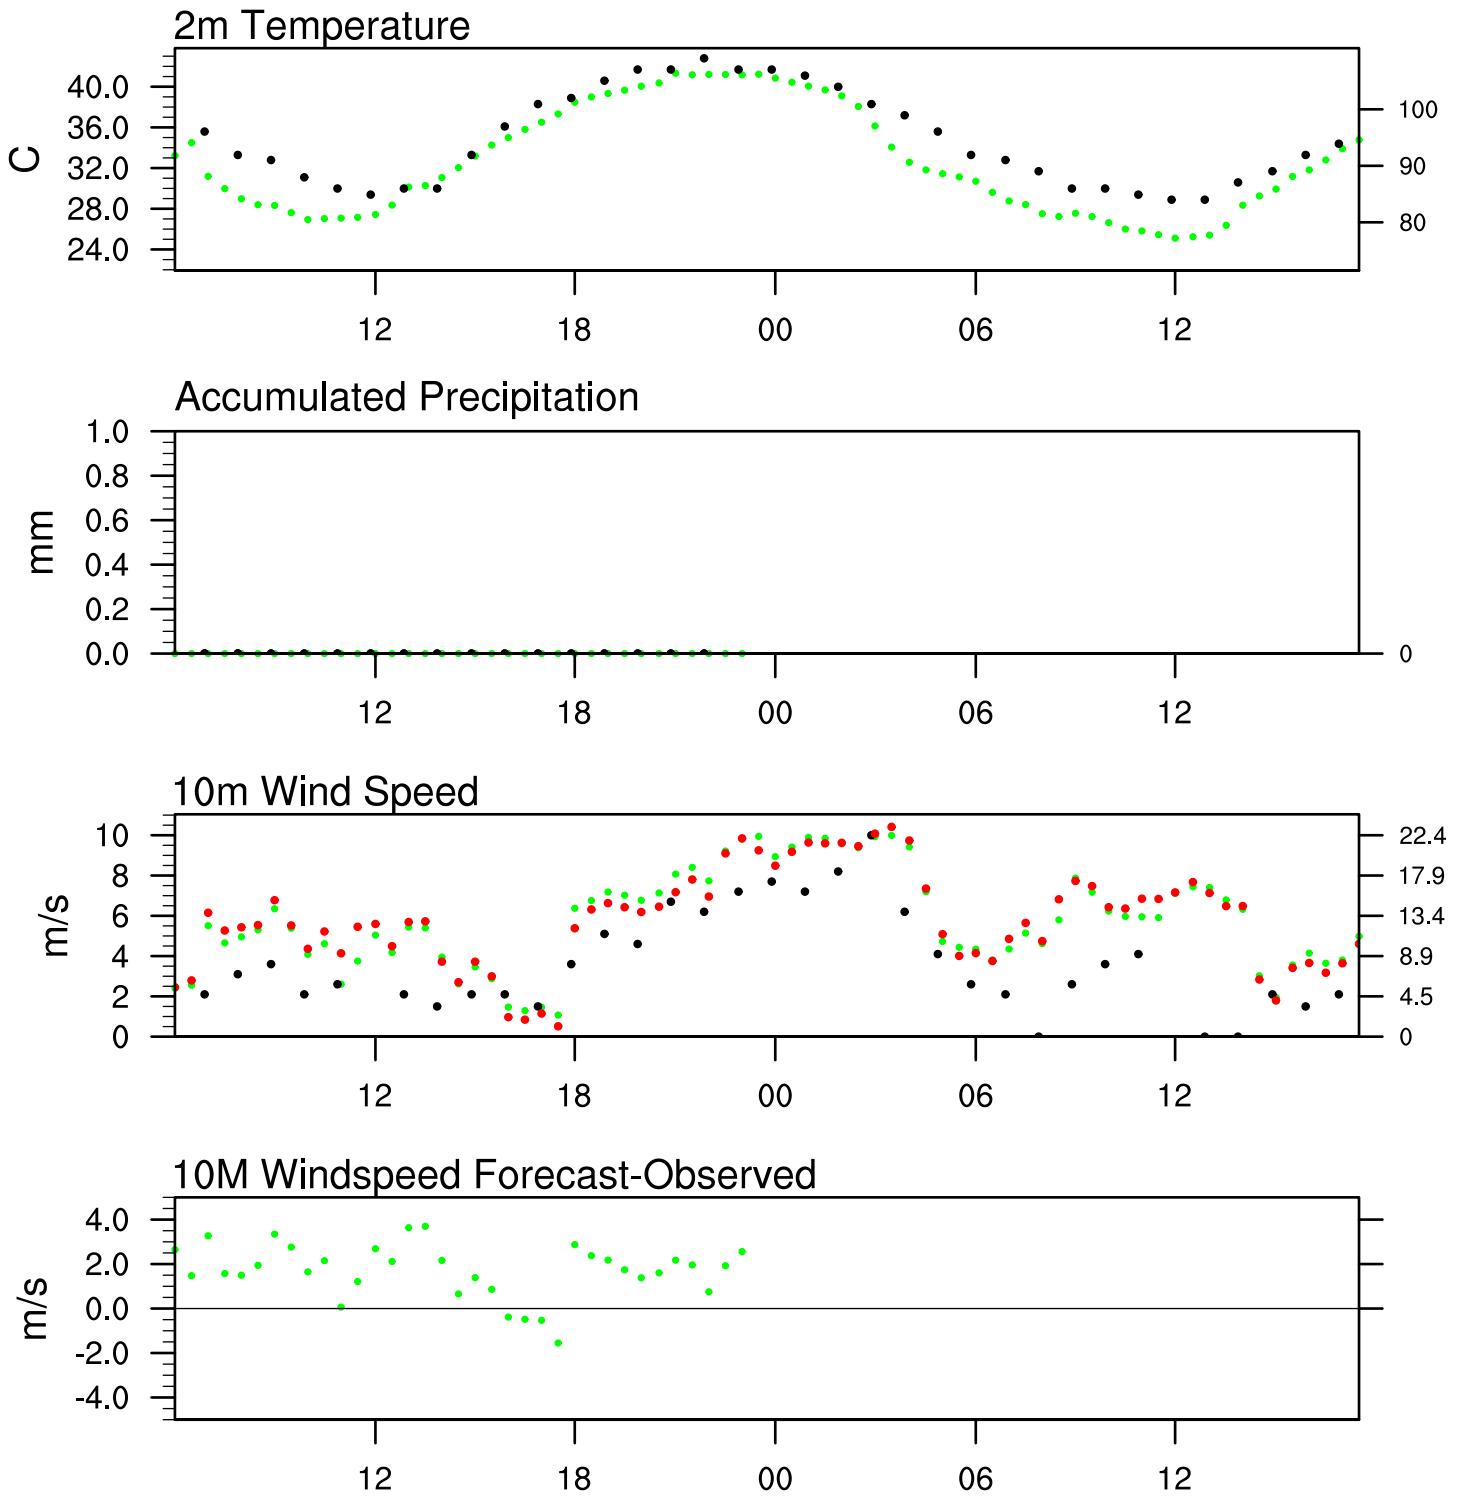 2m Temperature
40.0
36.0
32.0
28.0
24.0
C
100
90
80
12 18 00 06 12
Accumulated Precipitation
1.0
0.8
0.6
0.4
0.2
0.0
mm
0
12 18 00 06 12
10m Wind Speed
10
8
6
4
2
0
m/s
22.4
17.9
13.4
8.9
4.5
0
12 18 00 06 12
10M Windspeed Forecast-Observed
4.0
2.0
0.0
-2.0
-4.0
m/s
12 18 00 06 12